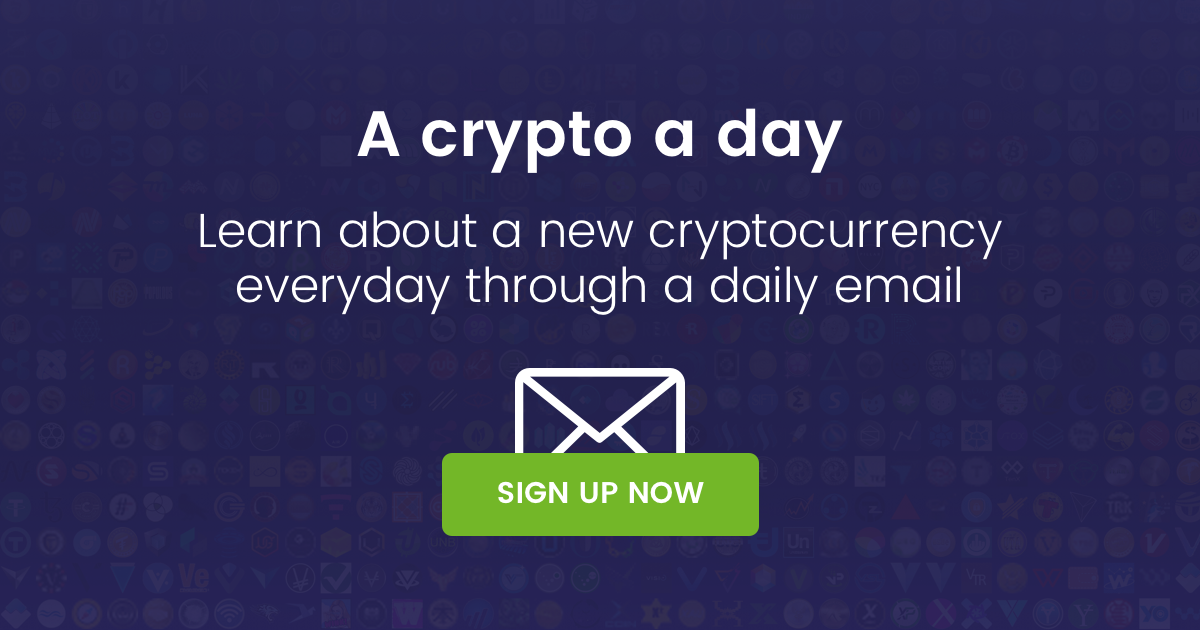 A crypto a day
Learn about a new cryptocurrency
everyday through a daily email
SIGN UP NOW